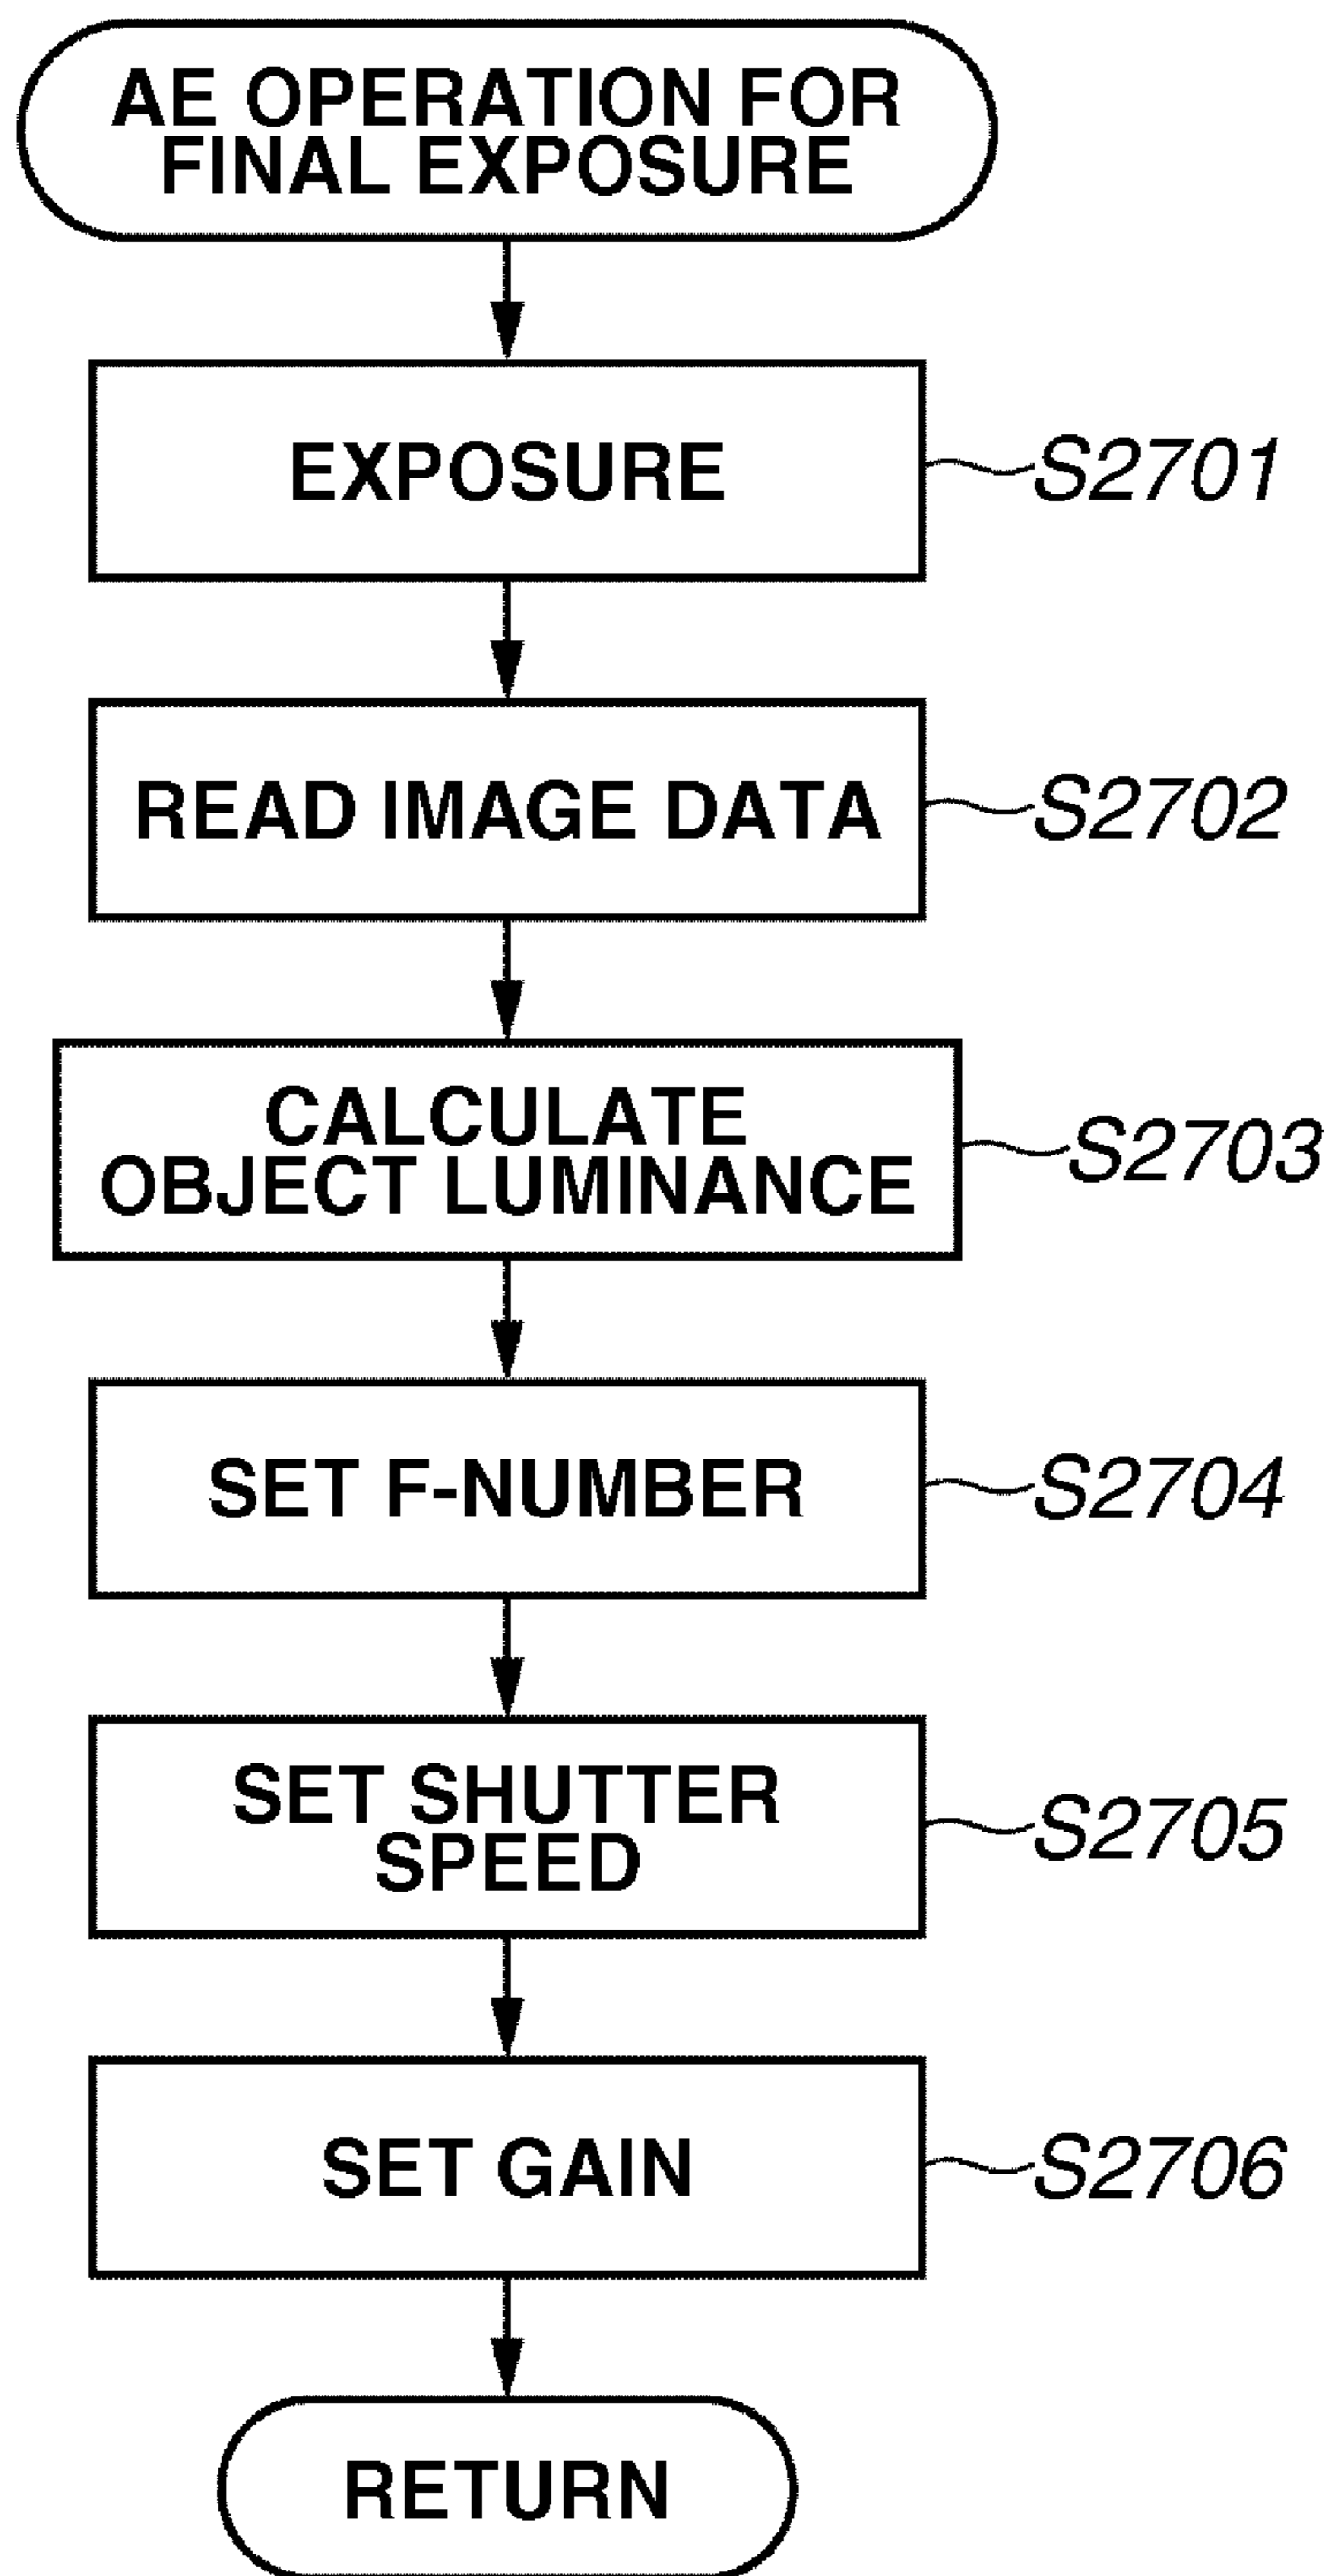 AE OPERATION FOR
FINAL EXPOSURE
EXPOSURE
S2701
READ IMAGE DATA
S2702
CALCULATE
OBJECT LUMINANCE
S2703
SET F-NUMBER
S2704
SET SHUTTER
SPEED
S2705
SET GAIN
S2706
RETURN